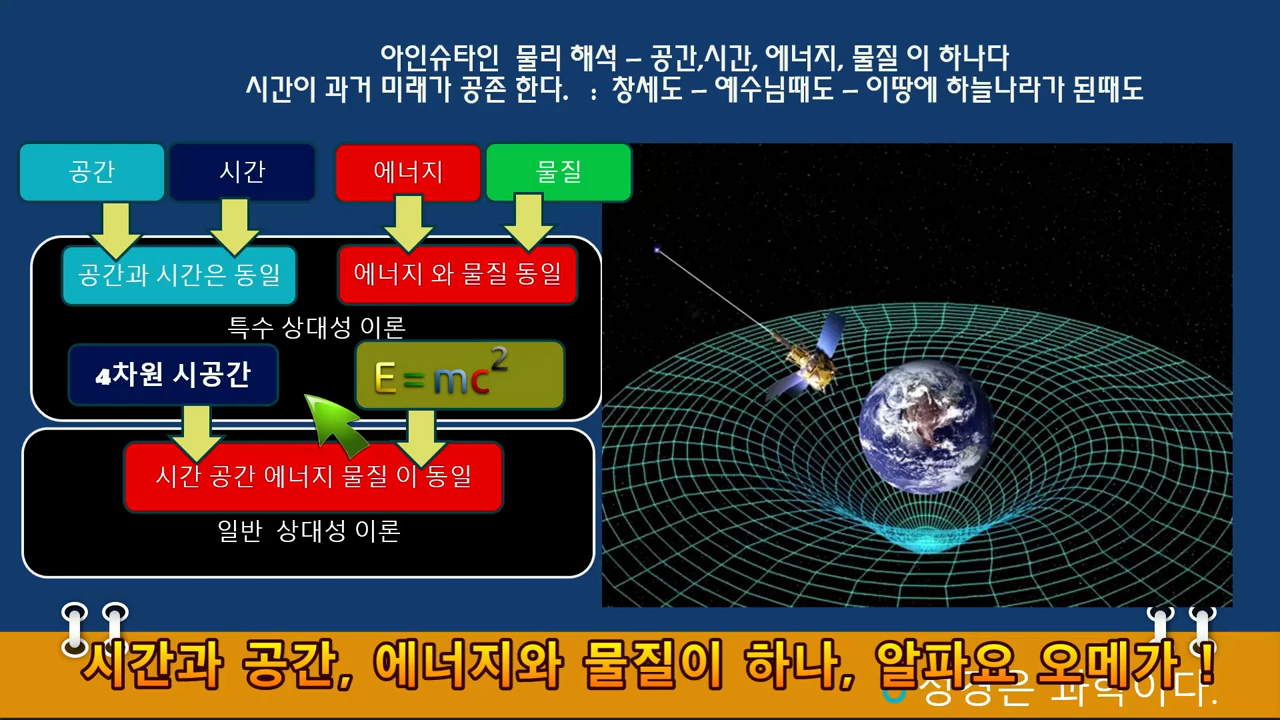 아인슈타인 물리 해석 – 공간,시간, 에너지, 물질 이 하나다
시간이 과거 미래가 공존 한다. : 창세도 – 예수님때도 – 이땅에 하늘나라가 된때도
공간
시간
에너지
물질
공간과 시간은 동일
에너지 와 물질 동일
특수 상대성 이론
4차원 시공간
E=mc²
시간 공간 에너지 물질 이 동일
일반 상대성 이론
시간과 공간, 에너지와 물질이 하나, 알파요 오메가 !
과학이다.